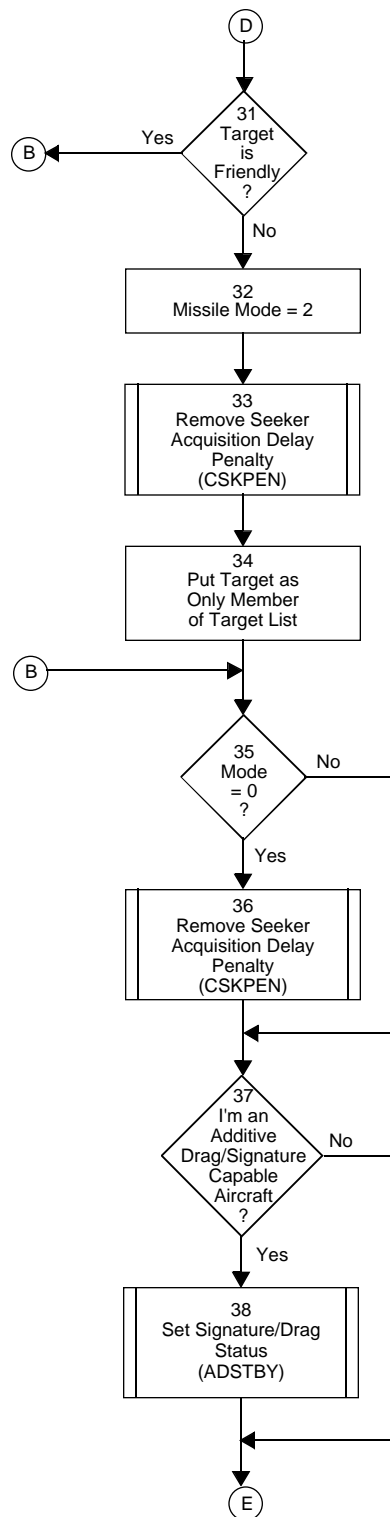 D
31
Target
is
Friendly
?
Yes
B
No
32
Missile Mode = 2
33
Remove Seeker
Acquisition Delay
Penalty
(CSKPEN)
34
Put Target as
Only Member
of Target List
B
35
Mode
= 0
?
No
Yes
36
Remove Seeker
Acquisition Delay
Penalty
(CSKPEN)
37
I'm an
Additive
Drag/Signature
Capable
Aircraft
?
No
Yes
38
Set Signature/Drag
Status
(ADSTBY)
E